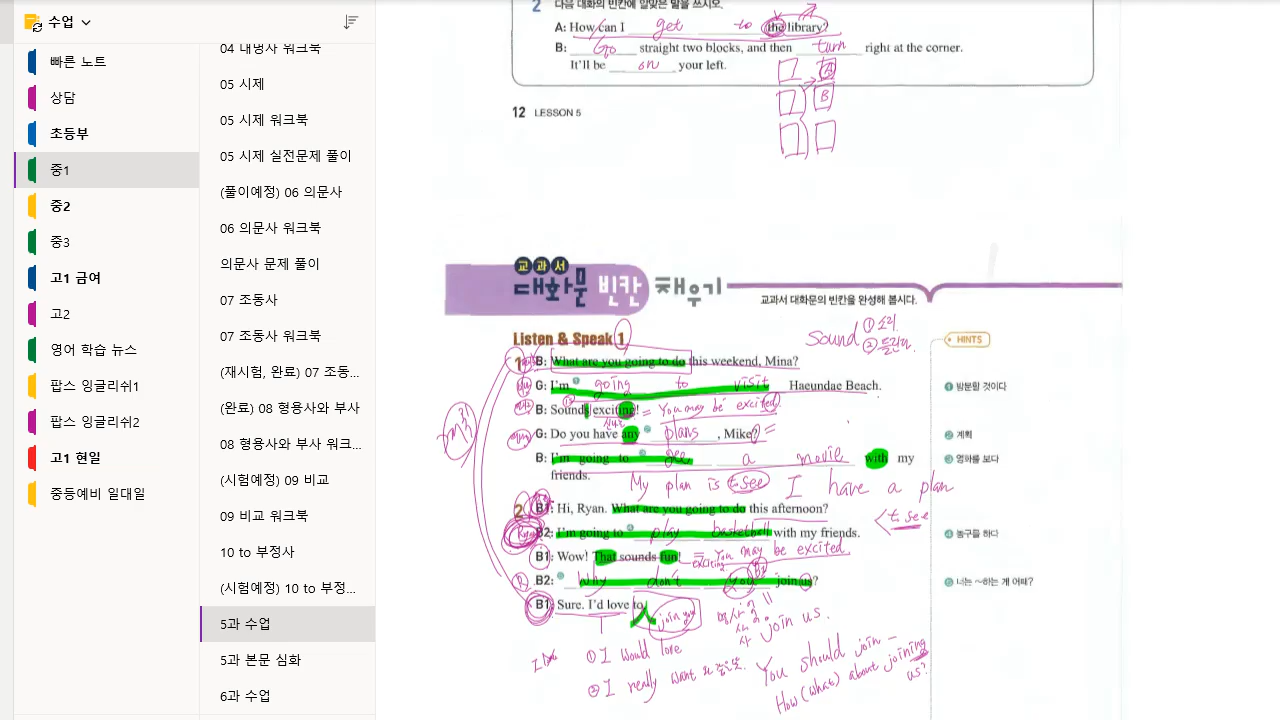 수업
빠른 노트
상담
초등부
중1
중2
중3
고1 금여
고2
영어 학습 뉴스
팝스 잉글리쉬1
팝스 잉글리쉬2
고1 현일
중등예비 일대일
04 대명사 워크북
05 시제
05 시제 워크북
05 시제 실전문제 풀이
(풀이예정) 06 의문사
06 의문사 워크북
의문사 문제 풀이
07 조동사
07 조동사 워크북
(재시험, 완료) 07 조동...
(완료) 08 형용사와 부사
08 형용사와 부사 워크...
(시험예정) 09 비교
09 비교 워크북
10 to 부정사
(시험예정) 10 to 부정...
5과 수업
5과 본문 심화
6과 수업
2 다음 대화의 빈칸에 알맞은 말을 쓰시오.
A: How can I get to the library?
B: Go straight two blocks, and then turn right at the corner.
It'll be on your left.
A
B
12 LESSON 5
교과서
대화문 빈칸 채우기
교과서 대화문의 빈칸을 완성해 봅시다.
Listen & Speak 1
Sound ① 소리
HINTS
1 B: What are you going to do this weekend, Mina?
G: I'm going to visit Haeundae Beach.
① 방문할 것이다
B: Sounds exciting! = You may be excited
G: Do you have any plans, Mike? =
② 계획
B: I'm going to see a movie with my
③ 영화를 보다
friends.
My plan is to see I have a plan
to see
2 B1: Hi, Ryan. What are you going to do this afternoon?
B2: I'm going to play basketball with my friends.
④ 농구를 하다
B1: Wow! That sounds fun! = You may be excited.
exciting
B2: Why don't you join us?
⑤ 너는 ~하는 게 어때?
B1: Sure. I'd love to
join you
join us.
① I would love
② I really want
You should join
How (what) about joining
us?